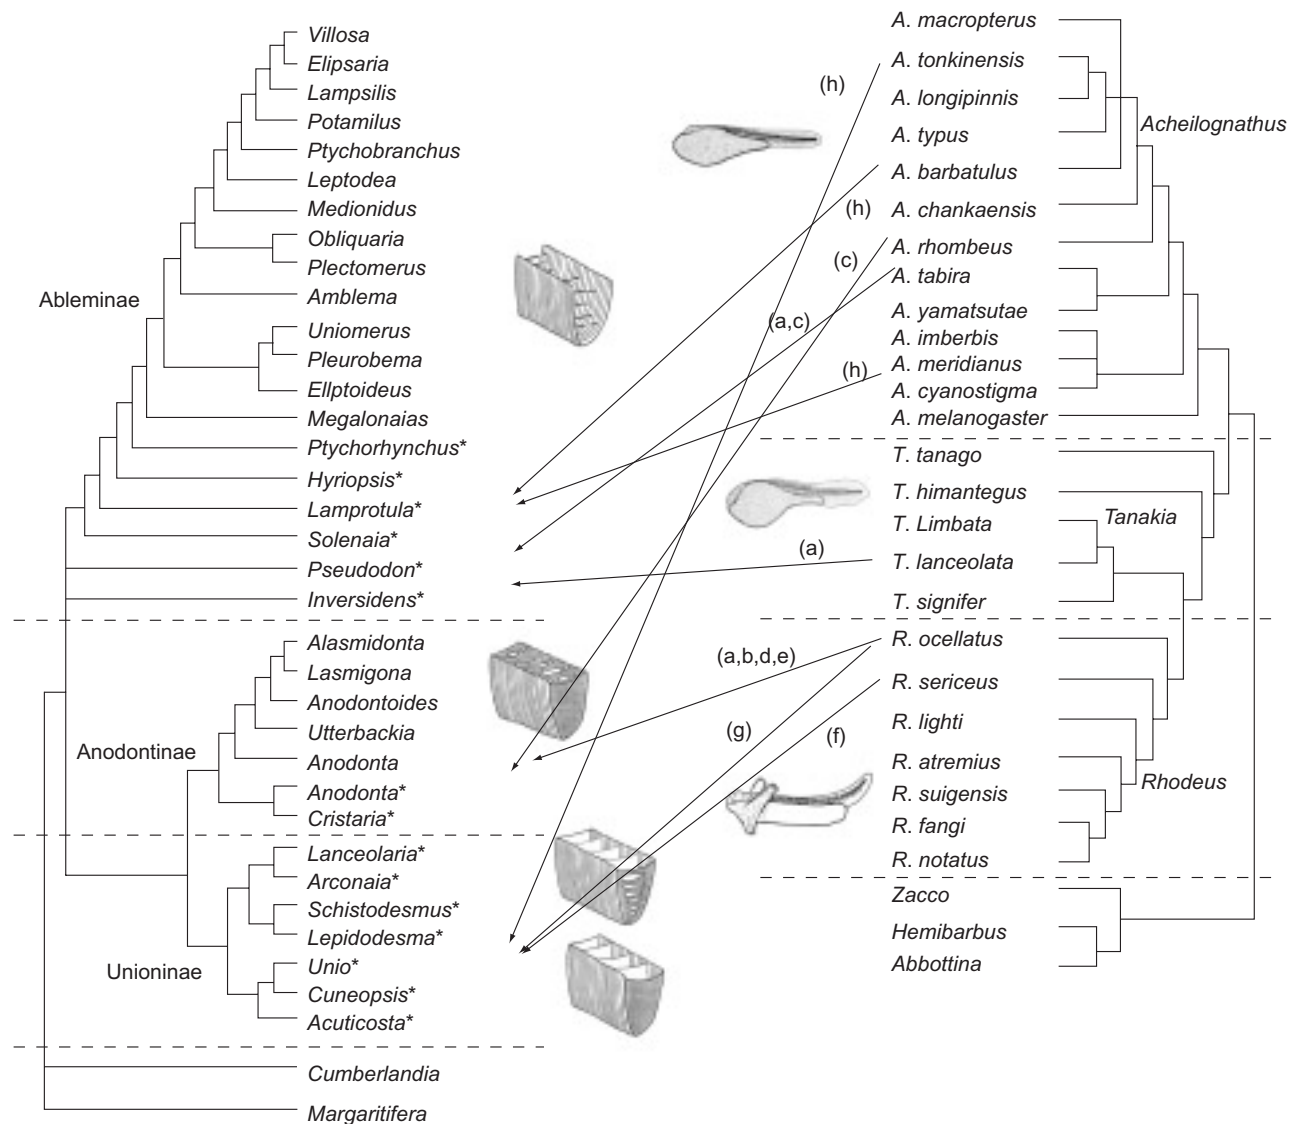 Villosa
Elipsaria
Lampsilis
Potamilus
Ptychobranchus
Leptodea
Medionidus
Obliquaria
Plectomerus
Ableminae
Amblema
Uniomerus
Pleurobema
Ellptoideus
Megalonaias
Ptychorhynchus*
Hyriopsis*
Lamprotula*
Solenaia*
Pseudodon*
Inversidens*
Alasmidonta
Lasmigona
Anodontoides
Utterbackia
Anodontinae
Anodonta
Anodonta*
Cristaria*
Lanceolaria*
Arconaia*
Schistodesmus*
Lepidodesma*
Unioninae
Unio*
Cuneopsis*
Acuticosta*
Cumberlandia
Margaritifera
(h)
(h)
(c)
(a,c)
(h)
(a)
(a,b,d,e)
(g)
(f)
A. macropterus
A. tonkinensis
A. longipinnis
Acheilognathus
A. typus
A. barbatulus
A. chankaensis
A. rhombeus
A. tabira
A. yamatsutae
A. imberbis
A. meridianus
A. cyanostigma
A. melanogaster
T. tanago
T. himantegus
Tanakia
T. Limbata
T. lanceolata
T. signifer
R. ocellatus
R. sericeus
R. lighti
R. atremius
Rhodeus
R. suigensis
R. fangi
R. notatus
Zacco
Hemibarbus
Abbottina